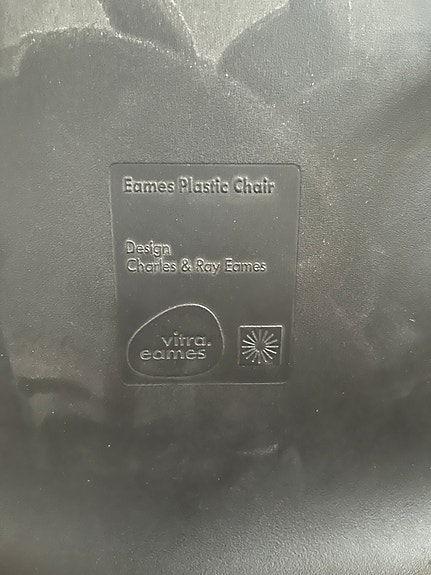 Eames Plastic Chair
Design
Charles & Ray Eames
vitra.
eames